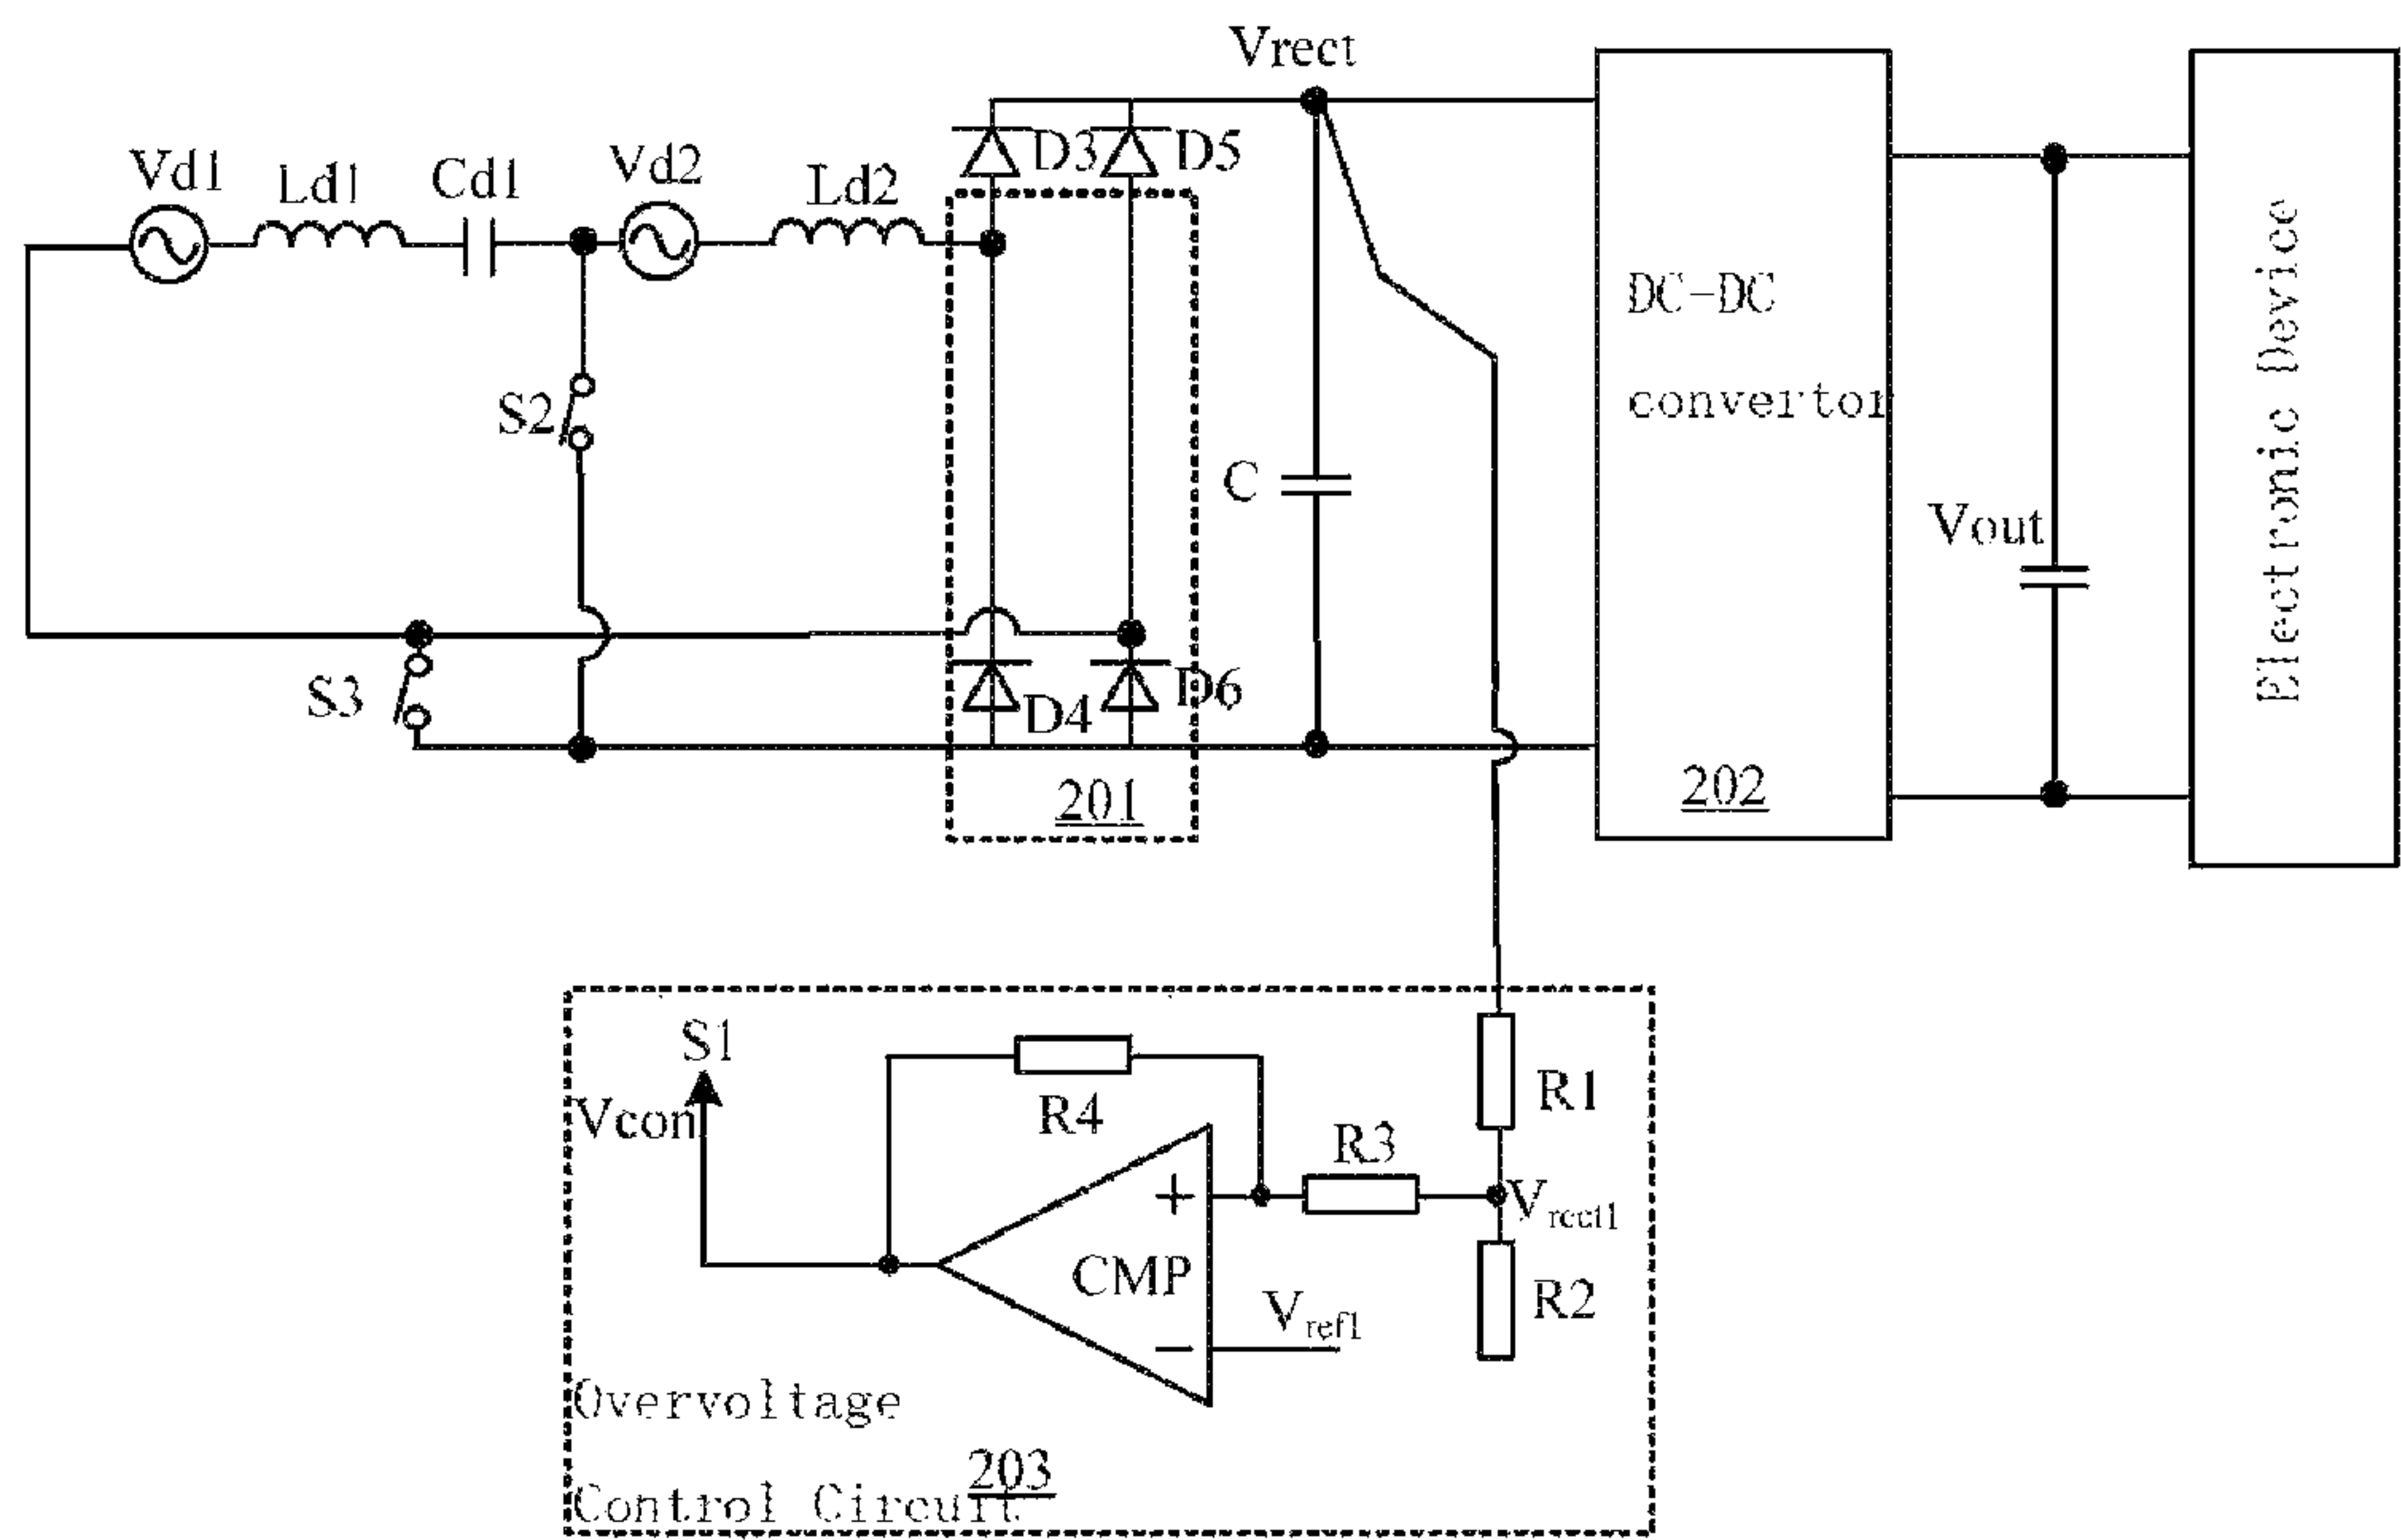 Vrect
Vd1
Ld1
Cd1
Vd2
Ld2
D3
D5
S2
S3
D4
D6
201
C
DC-DC
convertor
202
Vout
Electronic Device
S1
Vcon
R4
R3
R1
Vrect1
R2
CMP
Vref1
Overvoltage
Control Circuit
203